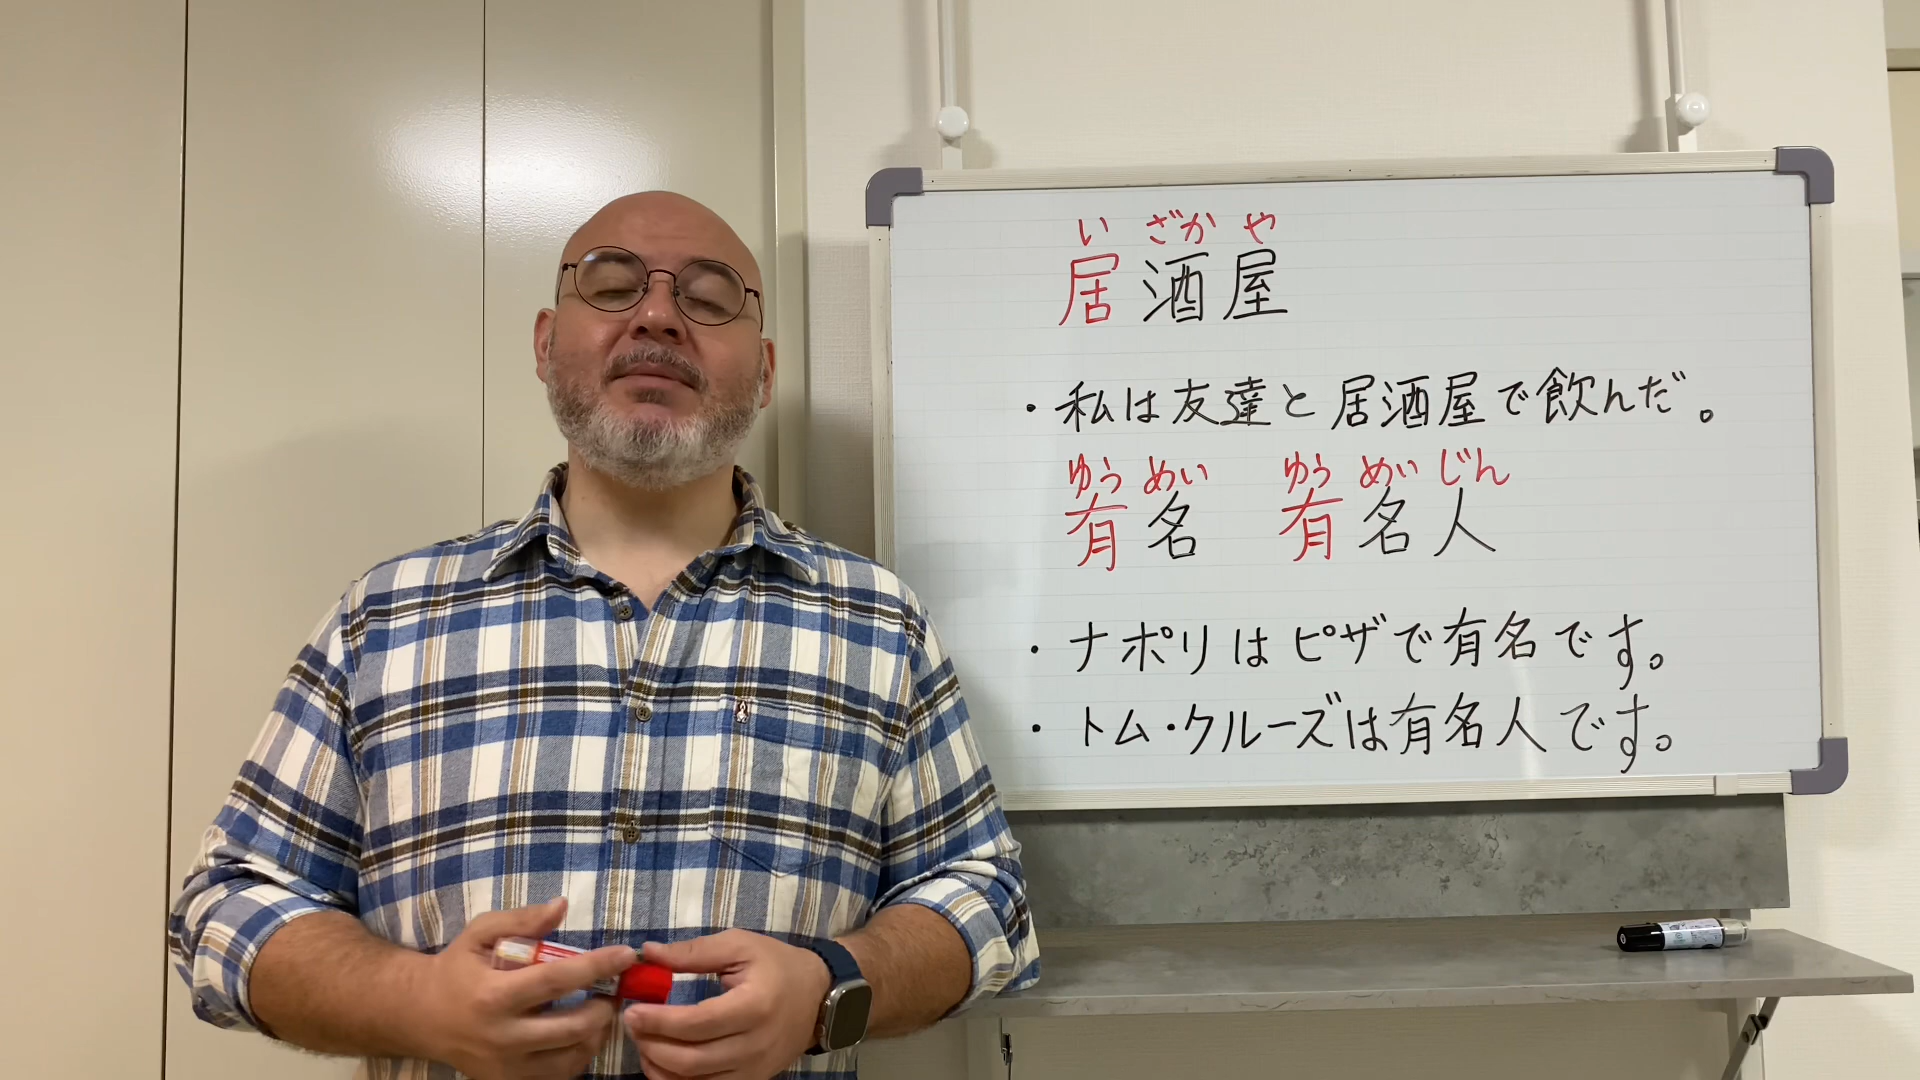 い ざか や
居酒屋
・私は友達と居酒屋で飲んだ。
ゆう めい ゆう めい じん
有名 有名人
・ナポリはピザで有名です。
・トム・クルーズは有名人です。